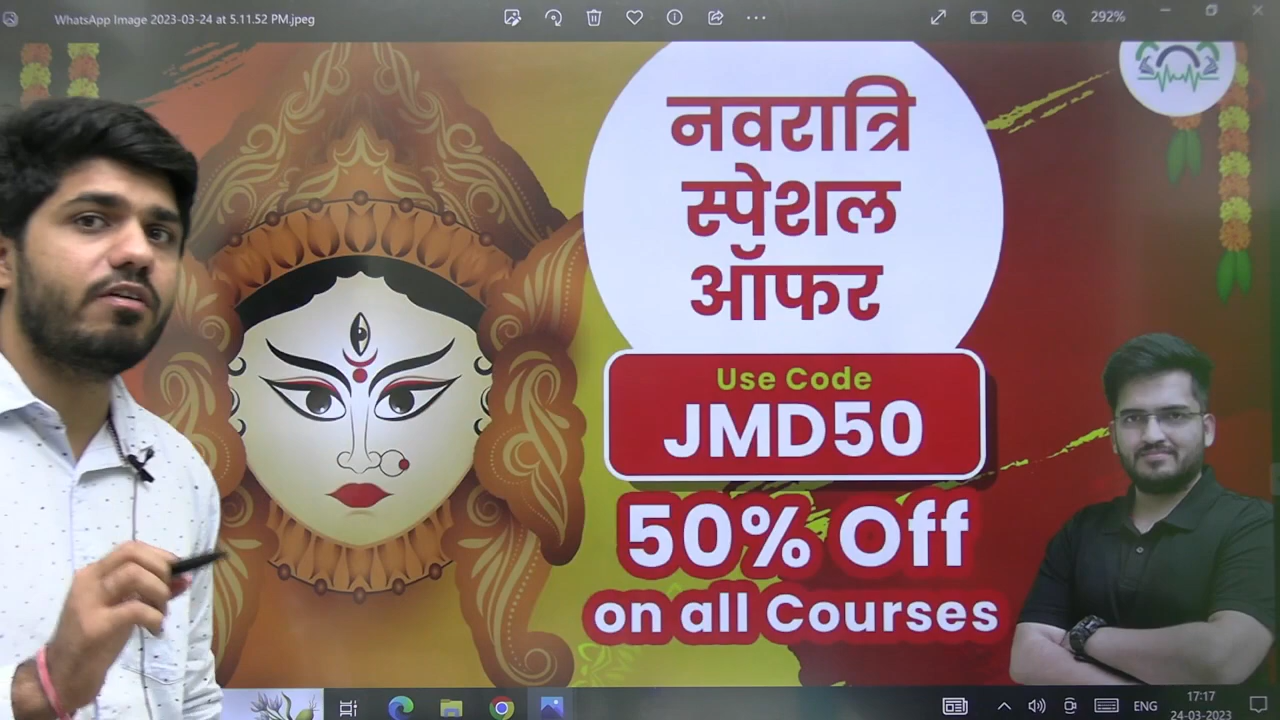 WhatsApp Image 2023-03-24 at 5.11.52 PM.jpeg
292%
नवरात्रि
स्पेशल
ऑफर
Use Code
JMD50
50% Off
on all Courses
ENG
17:17
24-03-2023